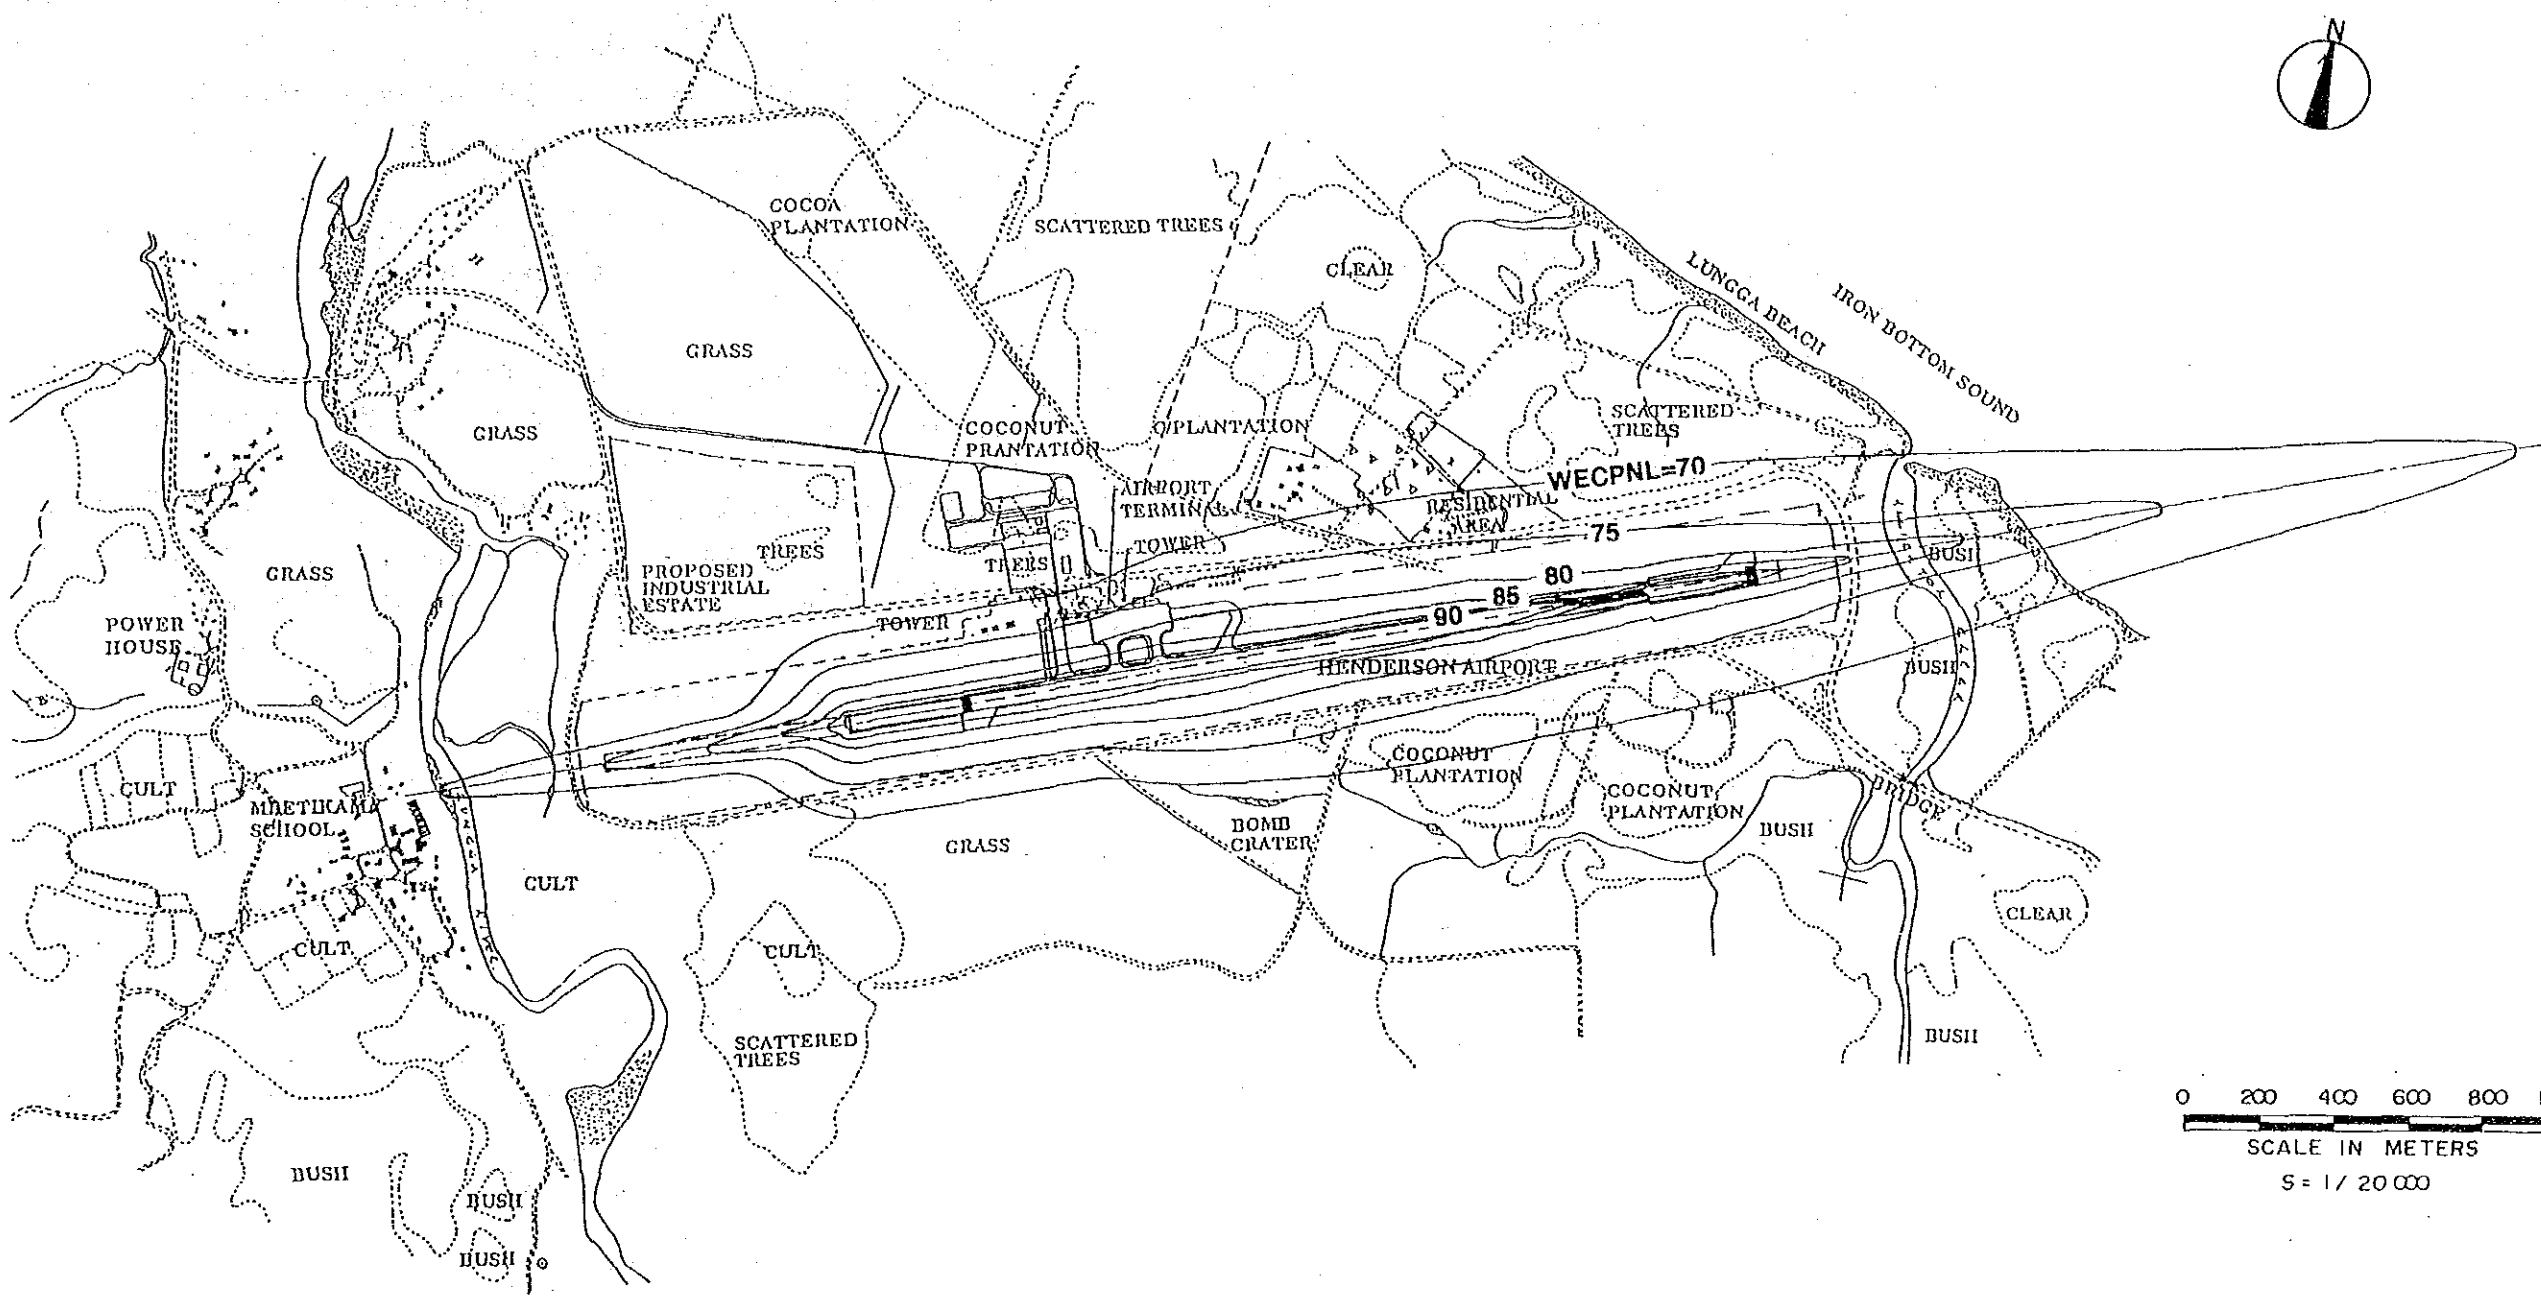 N
COCOA
PLANTATION
SCATTERED TREES
CLEAR
LUNGGA BEACH
IRON BOTTOM SOUND
GRASS
GRASS
COCONUT
PRANTATION
C/PLANTATION
SCATTERED
TREES
WECPNL=70
AIRPORT
TERMINAL
RESIDENTIAL
AREA
75
TREES
TOWER
BUSH
GRASS
PROPOSED
INDUSTRIAL
ESTATE
TREES
80
85
90
POWER
HOUSE
TOWER
HENDERSON AIRPORT
BUSH
CULT
COCONUT
PLANTATION
COCONUT
PLANTATION
BRIDGE
SCHOOL
LUNGGA RIVER
BOMB
CRATER
BUSH
GRASS
CULT
CLEAR
CULT
CULT
SCATTERED
TREES
BUSH
BUSH
BUSH
BUSH
0 200 400 600 800
SCALE IN METERS
S = 1 / 20 000